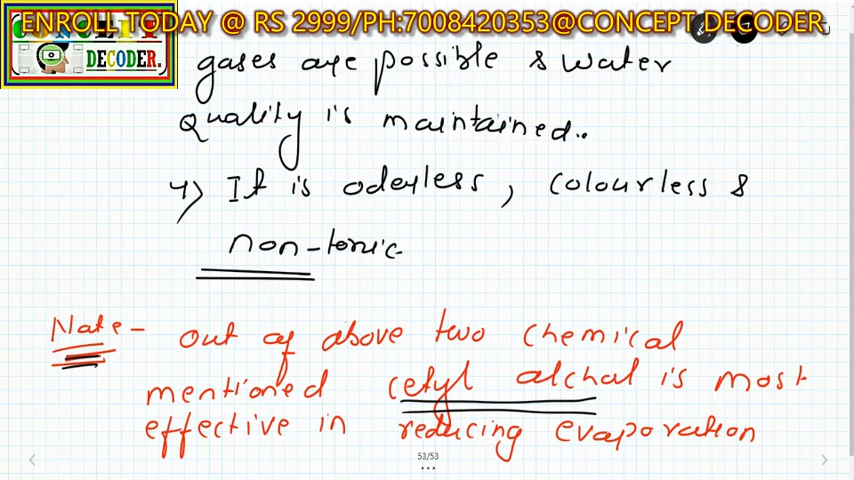 ENROLL TODAY @ RS 2999/PH:7008420353@CONCEPT DECODER
DECODER.
gases are possible & water
quality is maintained..
4) It is oderless, colourless &
non-toxic
Note - out of above two chemical
mentioned cetyl alchal is most
effective in reducing evaporation
53/53